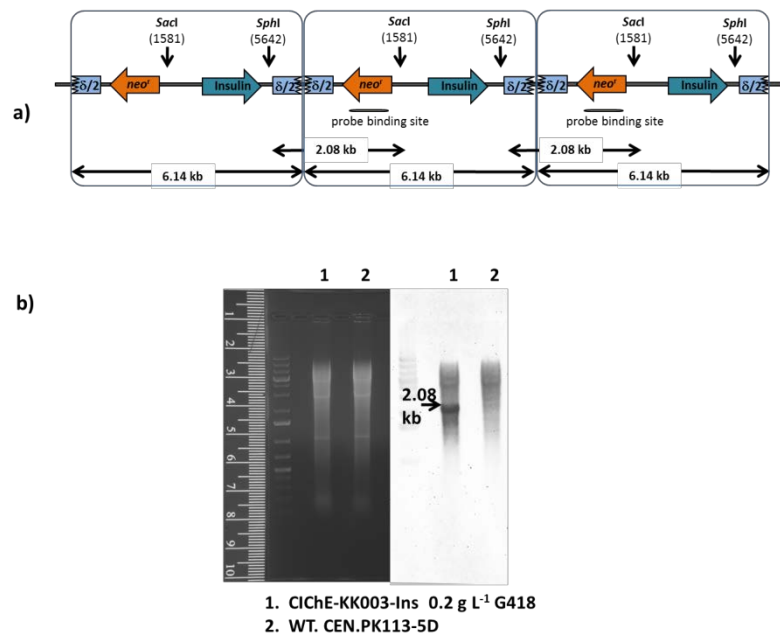 a)
SacI SphI SacI SphI SacI SphI
(1581) (5642) (1581) (5642) (1581) (5642)
δ/2 neoʳ Insulin δ/2 δ/2 neoʳ Insulin δ/2 δ/2 neoʳ Insulin δ/2
probe binding site probe binding site
2.08 kb 2.08 kb
6.14 kb 6.14 kb 6.14 kb
b)
1 2 1 2
1
2
3
4
5
6
7
8
9
10
2.08
kb
1. CIChE-KK003-Ins 0.2 g L⁻¹ G418
2. WT. CEN.PK113-5D